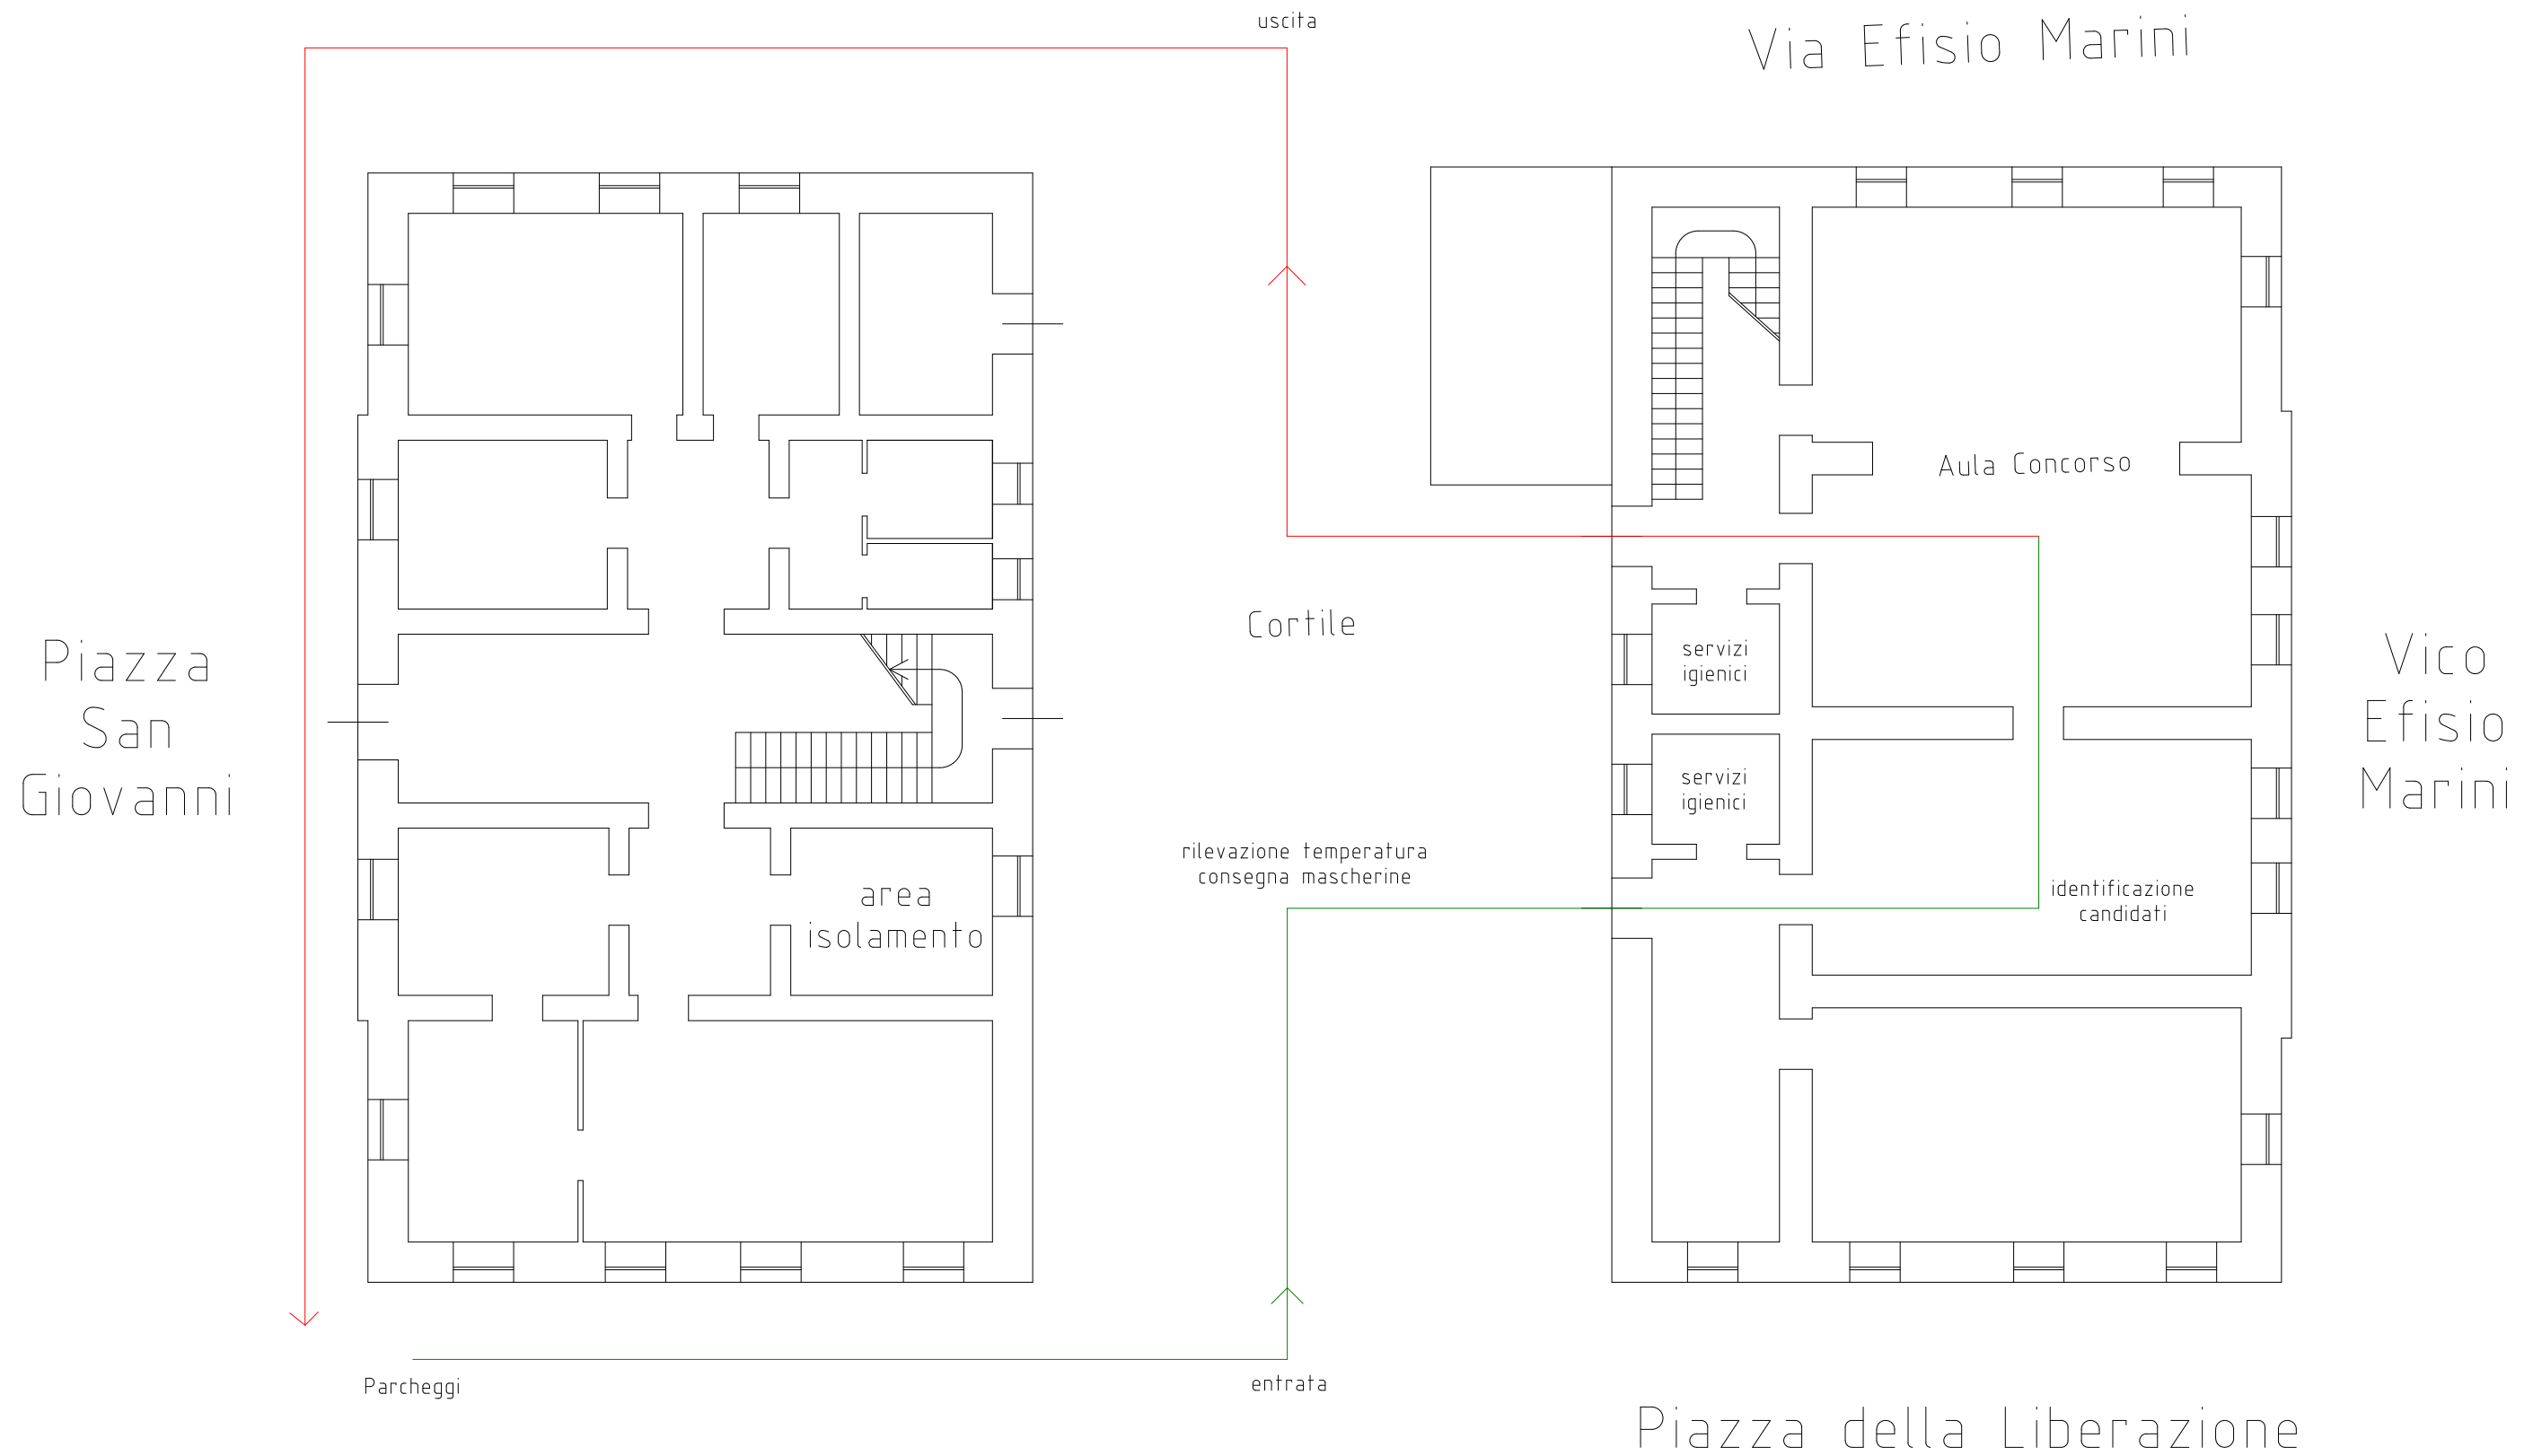 uscita
Via Efisio Marini
Aula Concorso
Cortile
Piazza
San
Giovanni
servizi
igienici
Vico
Efisio
Marini
servizi
igienici
rilevazione temperatura
consegna mascherine
area
isolamento
identificazione
candidati
Parcheggi
entrata
Piazza della Liberazione